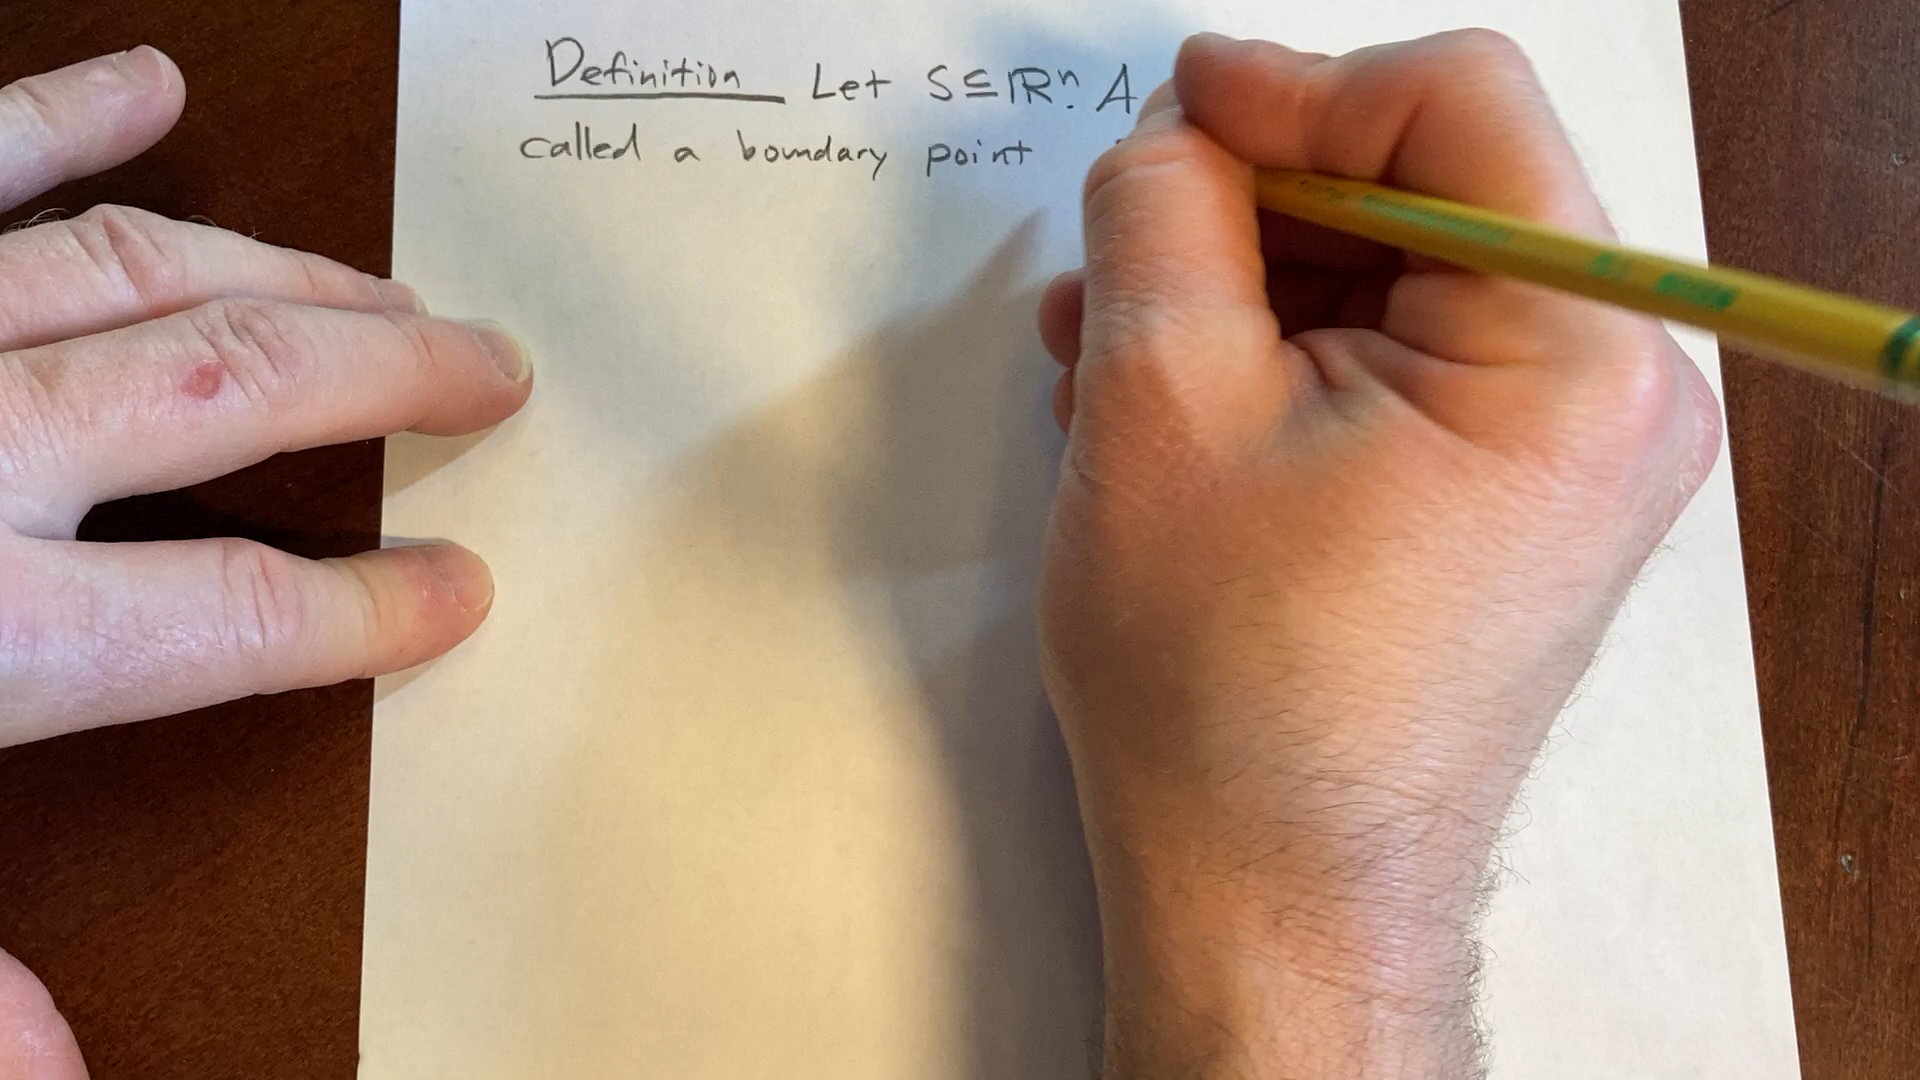 Definition Let S ⊆ ℝⁿ. A
called a boundary point